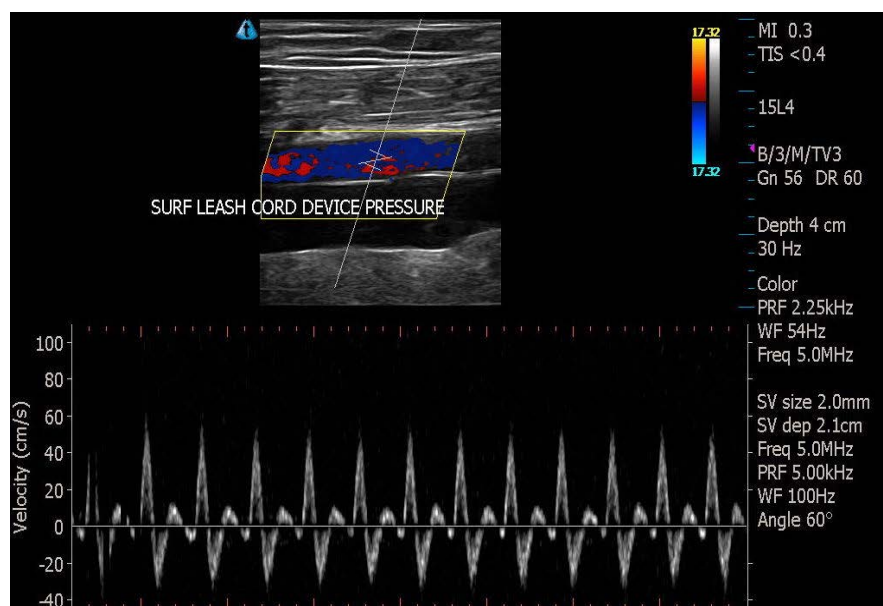 t
17.32
17.32
MI 0.3
TIS <0.4
15L4
B/3/M/TV3
Gn 56 DR 60
Depth 4 cm
30 Hz
Color
PRF 2.25kHz
WF 54Hz
Freq 5.0MHz
SV size 2.0mm
SV dep 2.1cm
Freq 5.0MHz
PRF 5.00kHz
WF 100Hz
Angle 60°
SURF LEASH CORD DEVICE PRESSURE
Velocity (cm/s)
100
80
60
40
20
0
-20
-40